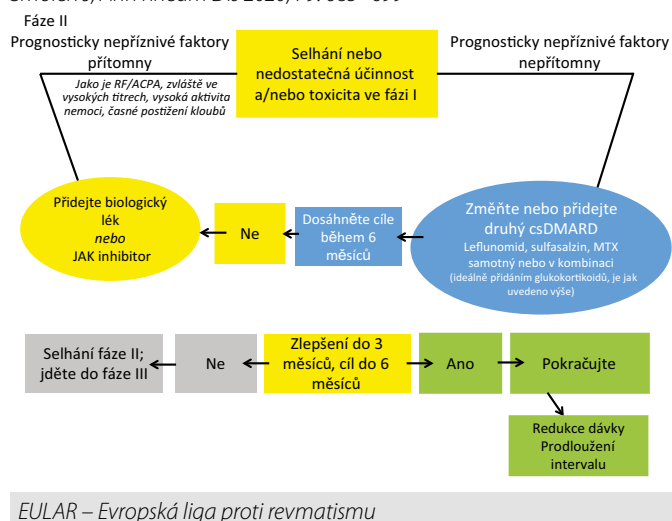 Fáze II
Prognosticky nepříznivé faktory
přítomny
Jako je RF/ACPA, zvláště ve
vysokých titrech, vysoká aktivita
nemoci, časné postižení kloubů
Selhání nebo
nedostatečná účinnost
a/nebo toxicita ve fázi I
Prognosticky nepříznivé faktory
nepřítomny
Přidejte biologický
lék
nebo
JAK inhibitor
Ne
Dosáhněte cíle
během 6
měsíců
Změňte nebo přidejte
druhý csDMARD
Leflunomid, sulfasalzin, MTX
samotný nebo v kombinaci
(ideálně přidáním glukokortikoidů, je jak
uvedeno výše)
Selhání fáze II;
jděte do fáze III
Ne
Zlepšení do 3
měsíců, cíl do 6
měsíců
Ano
Pokračujte
Redukce dávky
Prodloužení
intervalu
EULAR – Evropská liga proti revmatismu